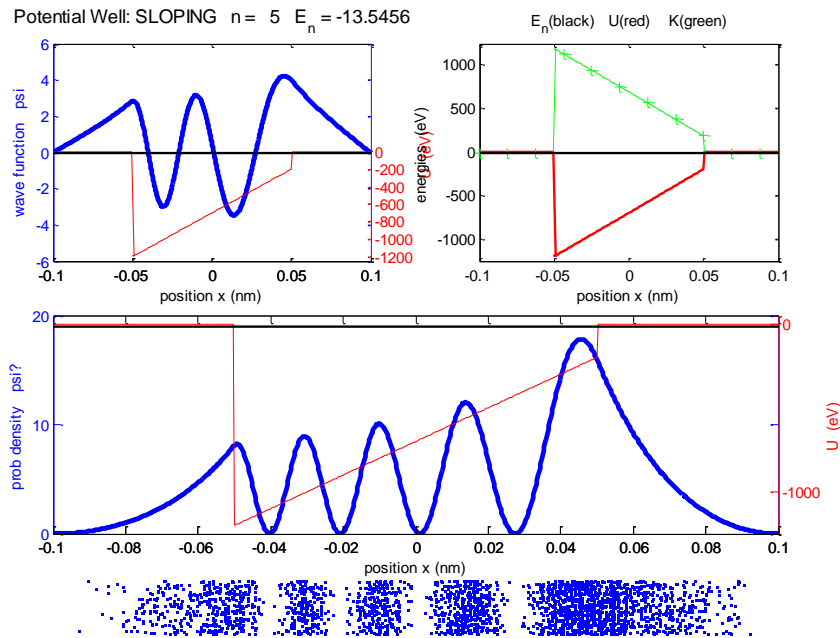 Potential Well: SLOPING n = 5 E_n = -13.5456
E_n(black) U(red) K(green)
6
4
2
0
-2
-4
-6
wave function psi
0
-200
-400
-600
-800
-1000
-1200
(eV)
-0.1 -0.05 0 0.05 0.1
position x (nm)
1000
500
0
-500
-1000
energies (eV)
-0.1 -0.05 0 0.05 0.1
position x (nm)
20
10
0
prob density psi?
0
-1000
U (eV)
-0.1 -0.08 -0.06 -0.04 -0.02 0 0.02 0.04 0.06 0.08 0.1
position x (nm)